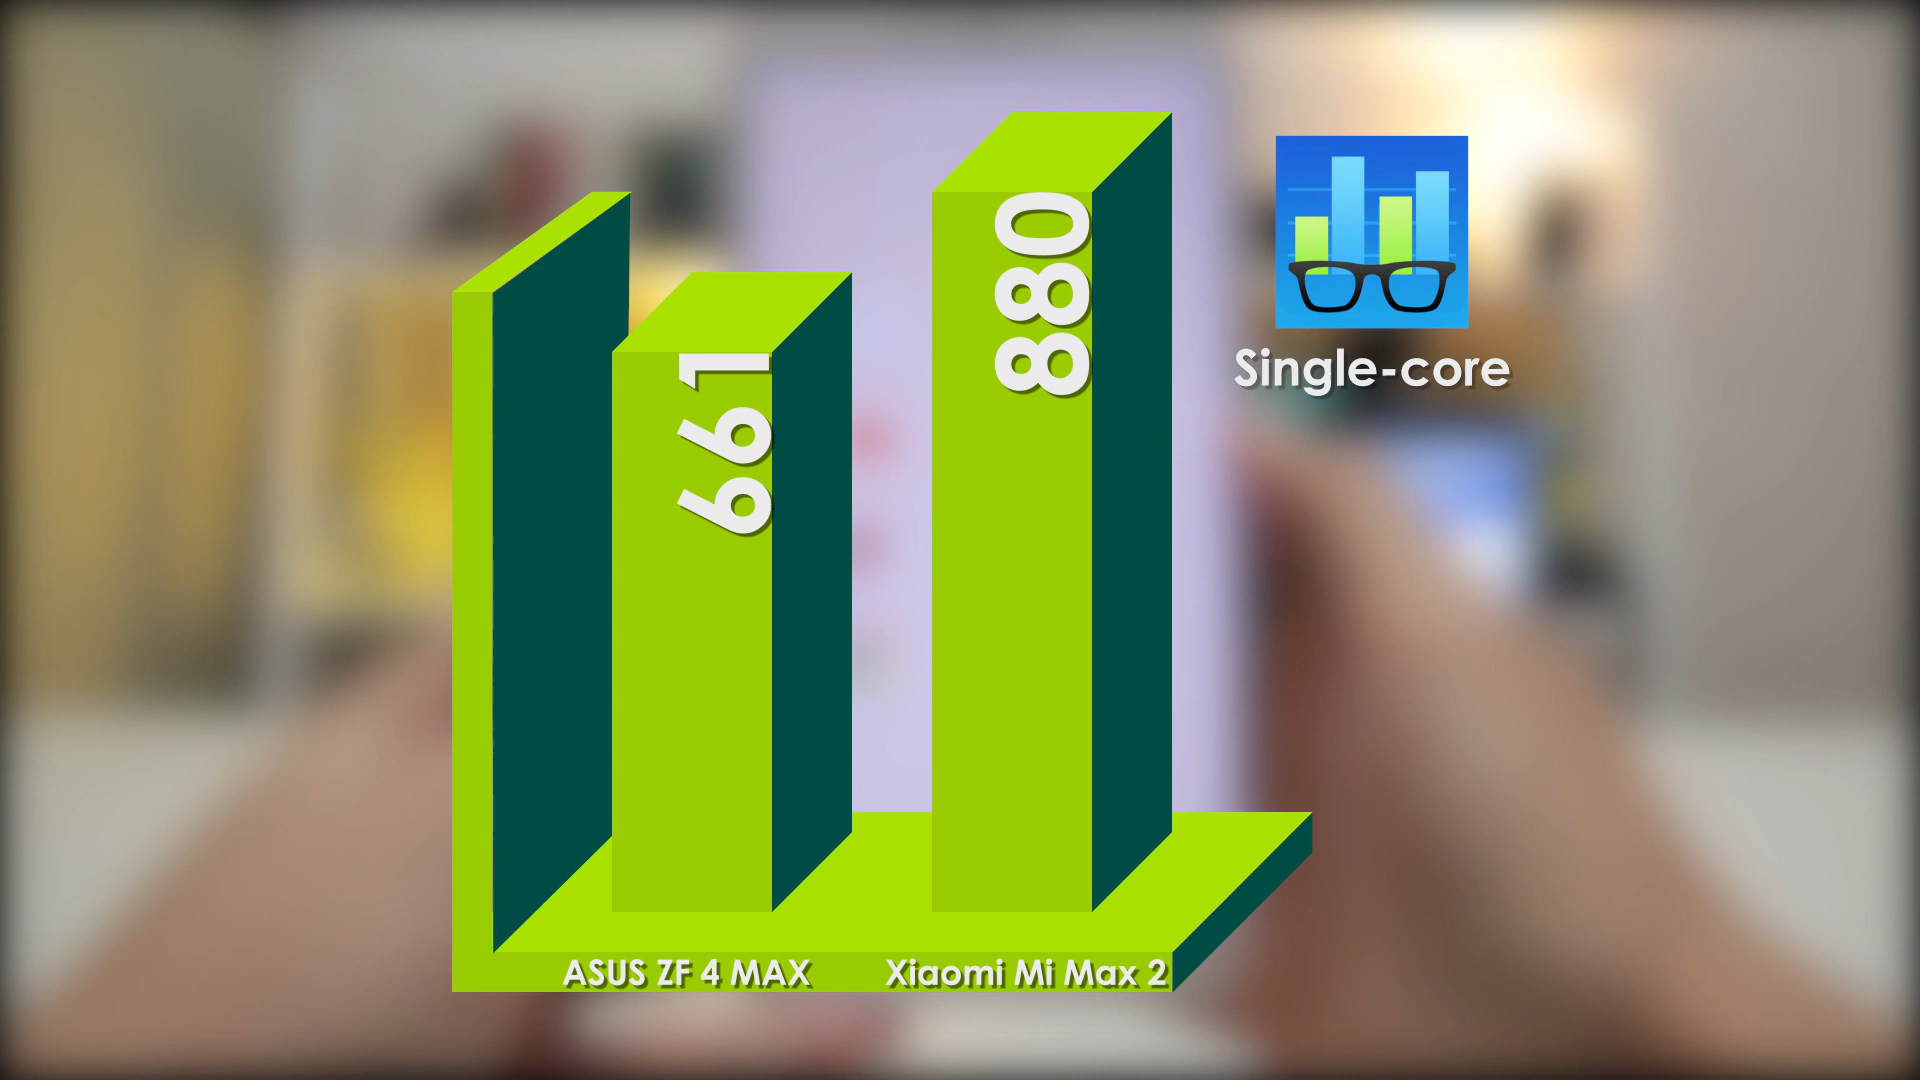 661
880
Single-core
ASUS ZF 4 MAX
Xiaomi Mi Max 2